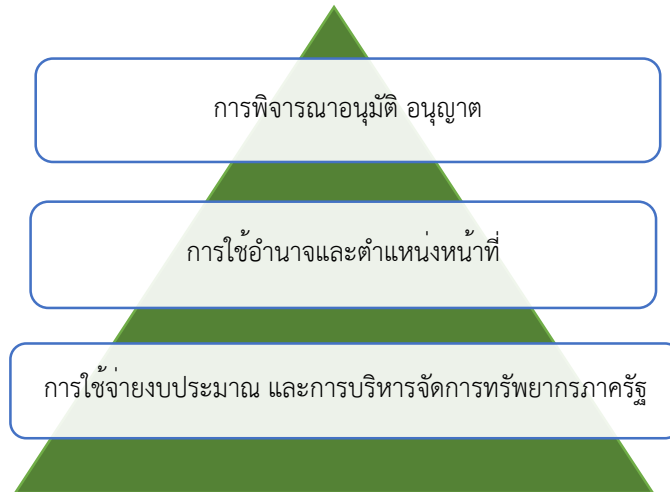 การพิจารณาอนุมัติ อนุญาต
การใช้อำนาจและตำแหน่งหน้าที่
การใช้จ่ายงบประมาณ และการบริหารจัดการทรัพยากรภาครัฐ